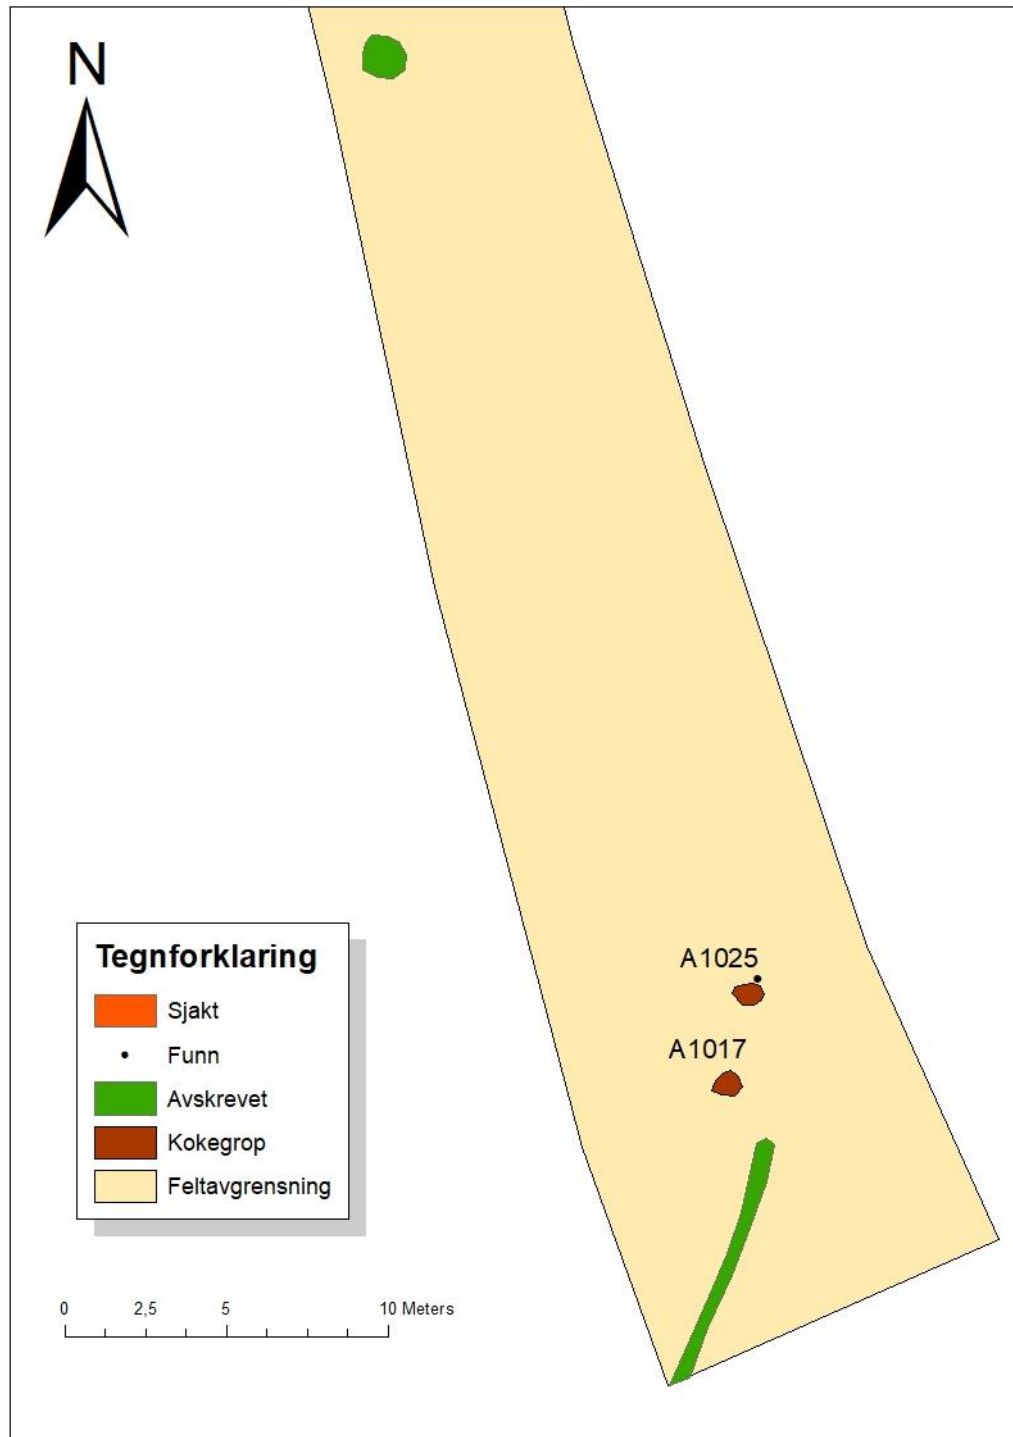 N
A1025
A1017
Tegnforklaring
Sjakt
Funn
Avskrevet
Kokegrop
Feltavgrensning
0 2,5 5 10 Meters